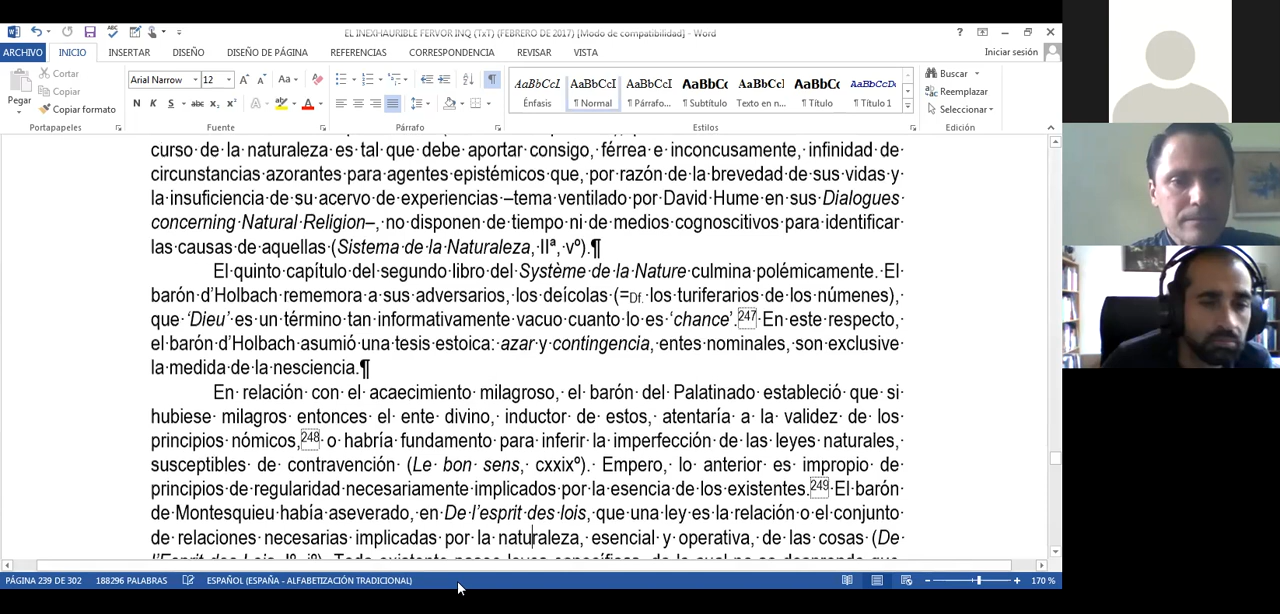 EL INEXHAURIBLE FERVOR INQ (TxT) (FEBRERO DE 2017) [Modo de compatibilidad] - Word
ARCHIVO INICIO INSERTAR DISEÑO DISEÑO DE PÁGINA REFERENCIAS CORRESPONDENCIA REVISAR VISTA Iniciar sesión
Pegar
Cortar
Copiar
Copiar formato
Arial Narrow 12
AaBbCcI AaBbCcI AaBbCcI AaBbCc AaBbCcI AaBbCc AaBbCcD
Énfasis ¶ Normal ¶ Párrafo... ¶ Subtítulo Texto en n... ¶ Título ¶ Título 1
Buscar
Reemplazar
Seleccionar
Portapapeles Fuente Párrafo Estilos Edición
curso de la naturaleza es tal que debe aportar consigo, férrea e inconcusamente, infinidad de
circunstancias azorantes para agentes epistémicos que, por razón de la brevedad de sus vidas y
la insuficiencia de su acervo de experiencias –tema ventilado por David Hume en sus Dialogues
concerning Natural Religion–, no disponen de tiempo ni de medios cognoscitivos para identificar
las causas de aquellas (Sistema de la Naturaleza, IIª, vº).¶
El quinto capítulo del segundo libro del Système de la Nature culmina polémicamente. El
barón d’Holbach rememora a sus adversarios, los deícolas (=Df. los turiferarios de los númenes),
que ‘Dieu’ es un término tan informativamente vacuo cuanto lo es ‘chance’.247 En este respecto,
el barón d’Holbach asumió una tesis estoica: azar y contingencia, entes nominales, son exclusive
la medida de la nesciencia.¶
En relación con el acaecimiento milagroso, el barón del Palatinado estableció que si
hubiese milagros entonces el ente divino, inductor de estos, atentaría a la validez de los
principios nómicos,248 o habría fundamento para inferir la imperfección de las leyes naturales,
susceptibles de contravención (Le bon sens, cxxixº). Empero, lo anterior es impropio de
principios de regularidad necesariamente implicados por la esencia de los existentes.249 El barón
de Montesquieu había aseverado, en De l’esprit des lois, que una ley es la relación o el conjunto
de relaciones necesarias implicadas por la naturaleza, esencial y operativa, de las cosas (De
PÁGINA 239 DE 302 188296 PALABRAS ESPAÑOL (ESPAÑA - ALFABETIZACIÓN TRADICIONAL) 170 %